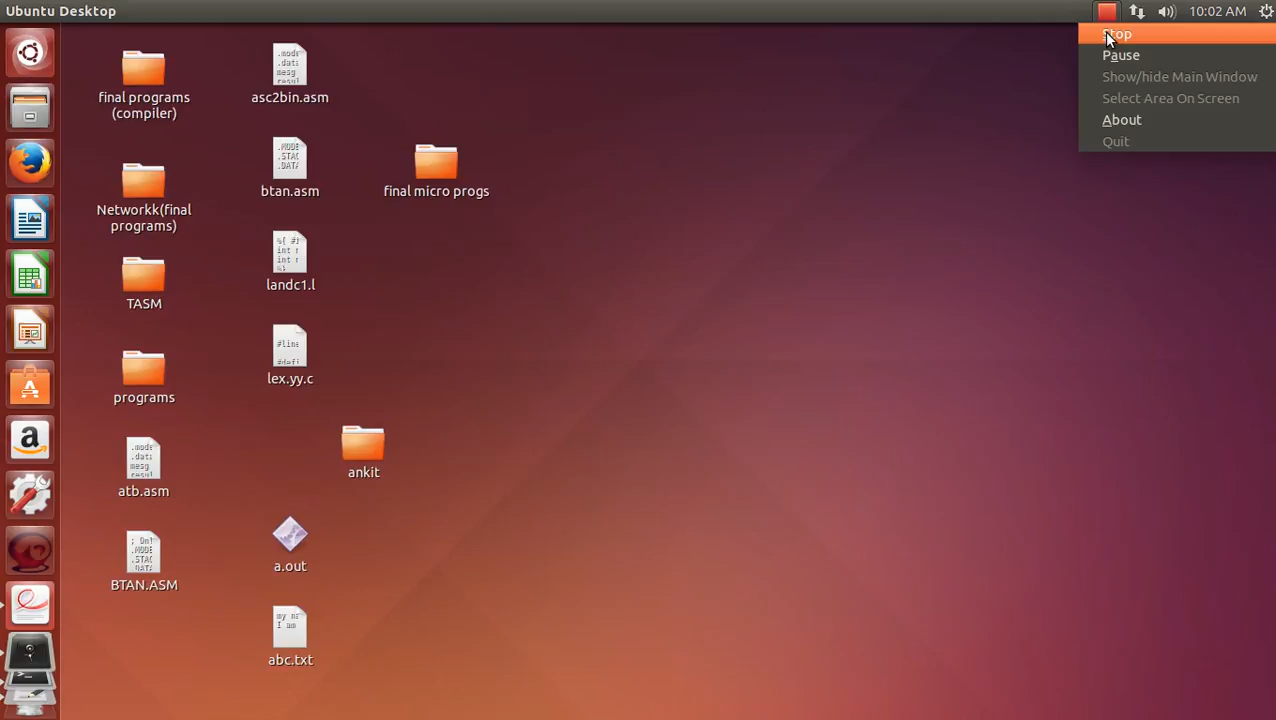 Ubuntu Desktop
10:02 AM
Stop
Pause
Show/hide Main Window
Select Area On Screen
About
Quit
final programs
(compiler)
asc2bin.asm
Networkk(final
programs)
btan.asm
final micro progs
TASM
landc1.l
programs
lex.yy.c
atb.asm
ankit
BTAN.ASM
a.out
abc.txt